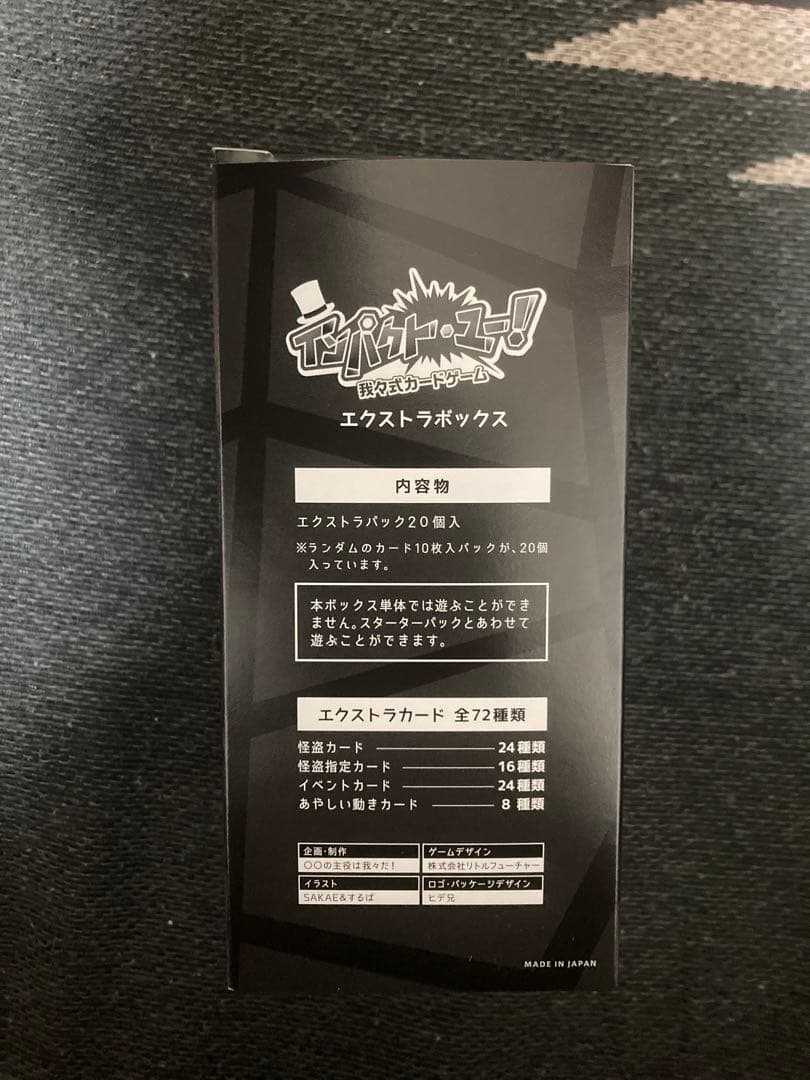 インパクト・ユー!
我々式カードゲーム
エクストラボックス
内容物
エクストラパック20個入
※ランダムのカード10枚入パックが、20個
入っています。
本ボックス単体では遊ぶことができ
ません。スターターパックとあわせて
遊ぶことができます。
エクストラカード 全72種類
怪盗カード 24種類
怪盗指定カード 16種類
イベントカード 24種類
あやしい動きカード 8種類
企画・制作
〇〇の主役は我々だ!
ゲームデザイン
株式会社リトルフューチャー
イラスト
SAKAE&するば
ロゴ・パッケージデザイン
ヒデ兄
MADE IN JAPAN